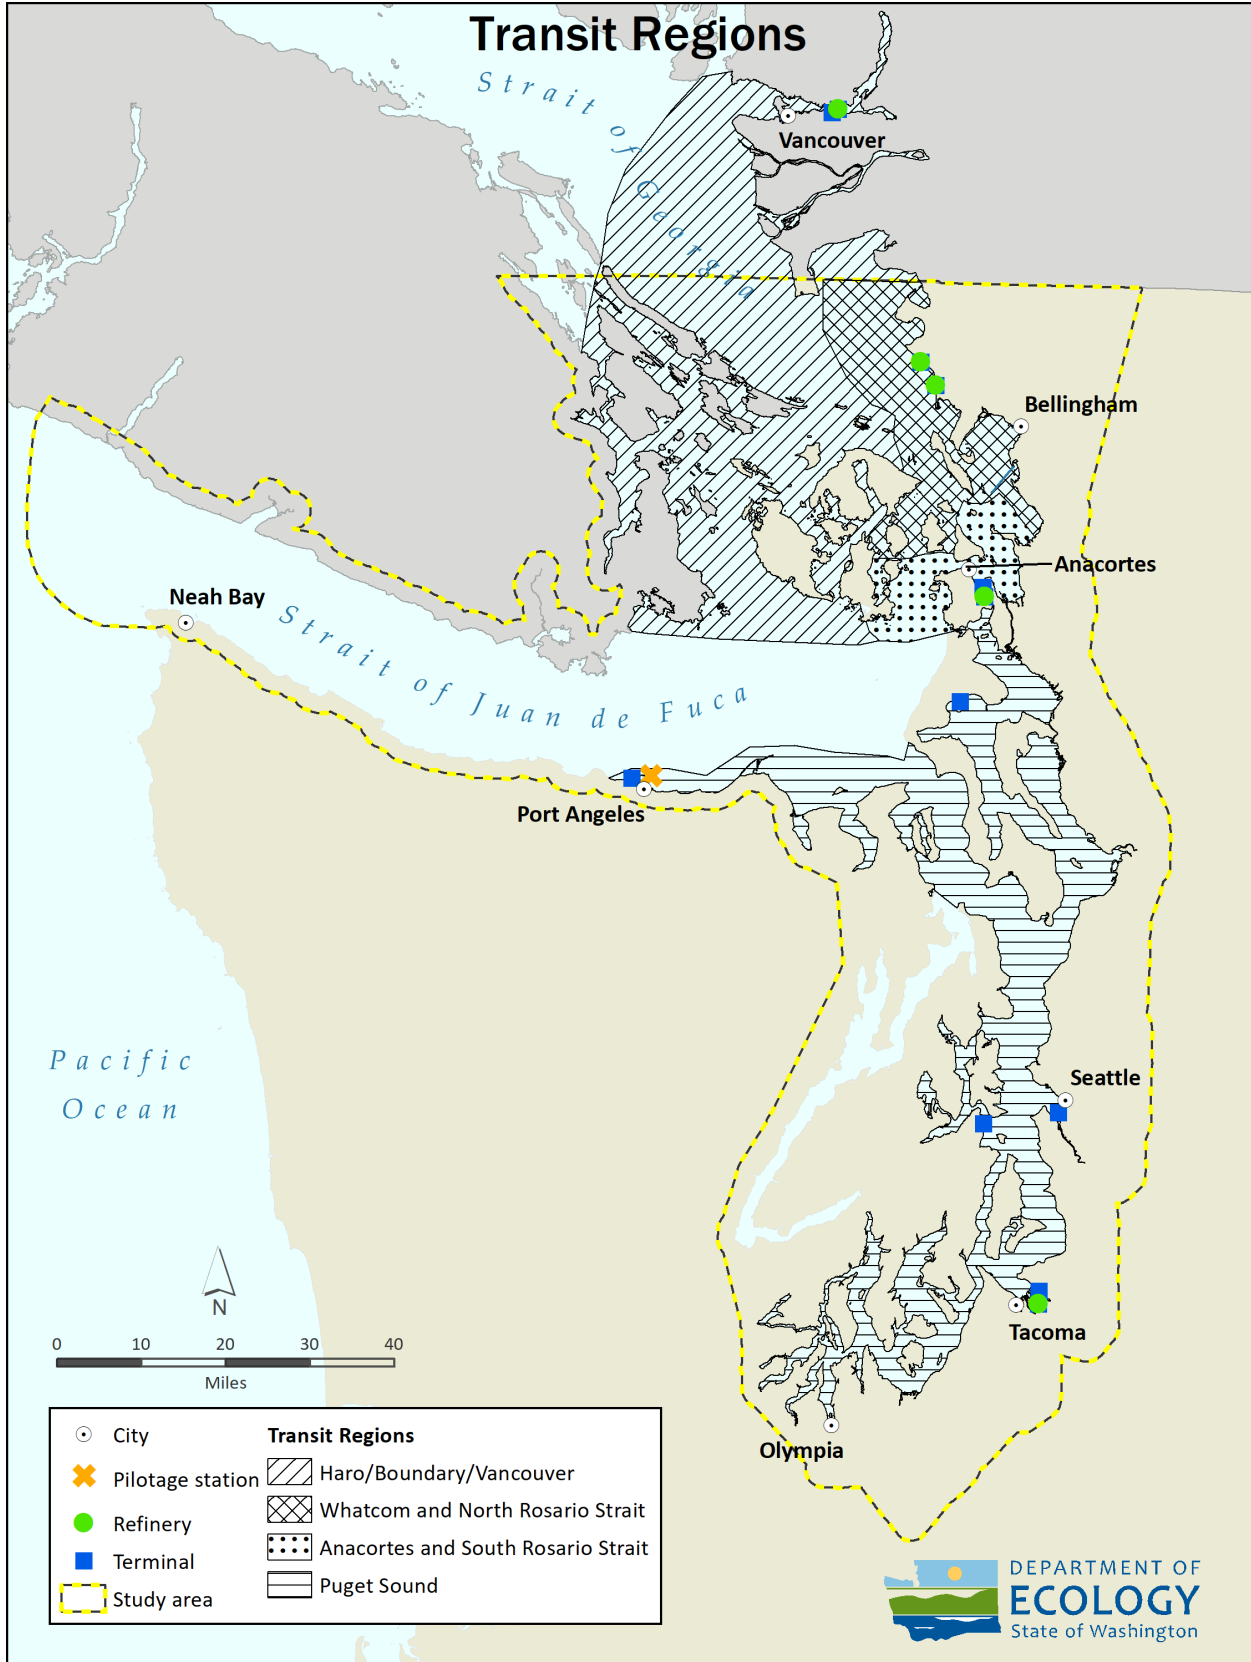 Transit Regions
Strait of Georgia
Vancouver
Bellingham
Anacortes
Neah Bay
Strait of Juan de Fuca
Port Angeles
Pacific
Ocean
Seattle
N
0 10 20 30 40
Miles
Tacoma
Olympia
City
Pilotage station
Refinery
Terminal
Study area
Transit Regions
Haro/Boundary/Vancouver
Whatcom and North Rosario Strait
Anacortes and South Rosario Strait
Puget Sound
DEPARTMENT OF
ECOLOGY
State of Washington